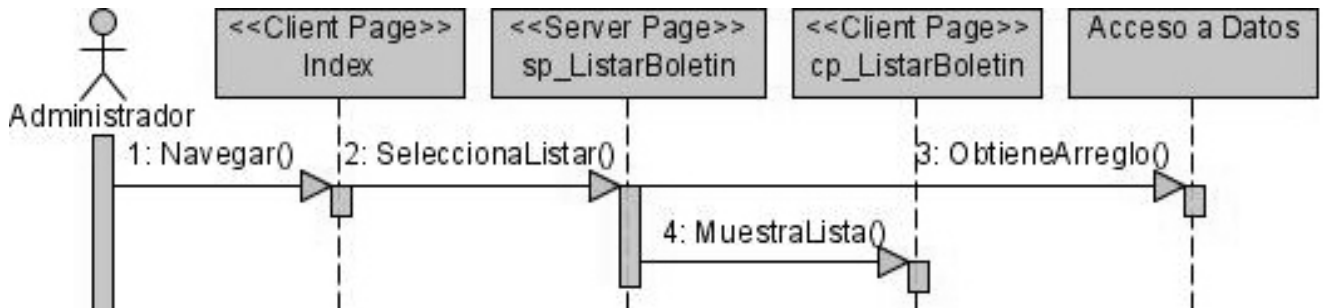 <<Client Page>>
Index
<<Server Page>>
sp_ListarBoletin
<<Client Page>>
cp_ListarBoletin
Acceso a Datos
Administrador
1: Navegar()
2: SeleccionaListar()
3: ObtieneArreglo()
4: MuestraLista()